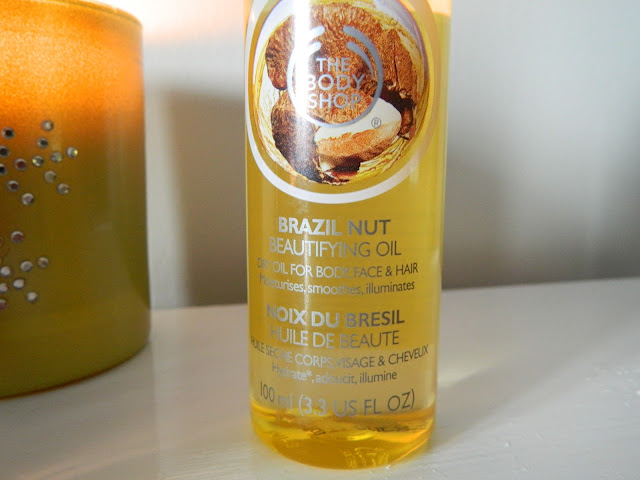 THE
BODY
SHOP
®
BRAZIL NUT
BEAUTIFYING OIL
DRY OIL FOR BODY, FACE & HAIR
Moisturises, smoothes, illuminates
NOIX DU BRESIL
HUILE DE BEAUTE
HUILE SÈCHE CORPS, VISAGE & CHEVEUX
Hydrate*, adoucit, illumine
100 ml (3.3 US FL OZ)